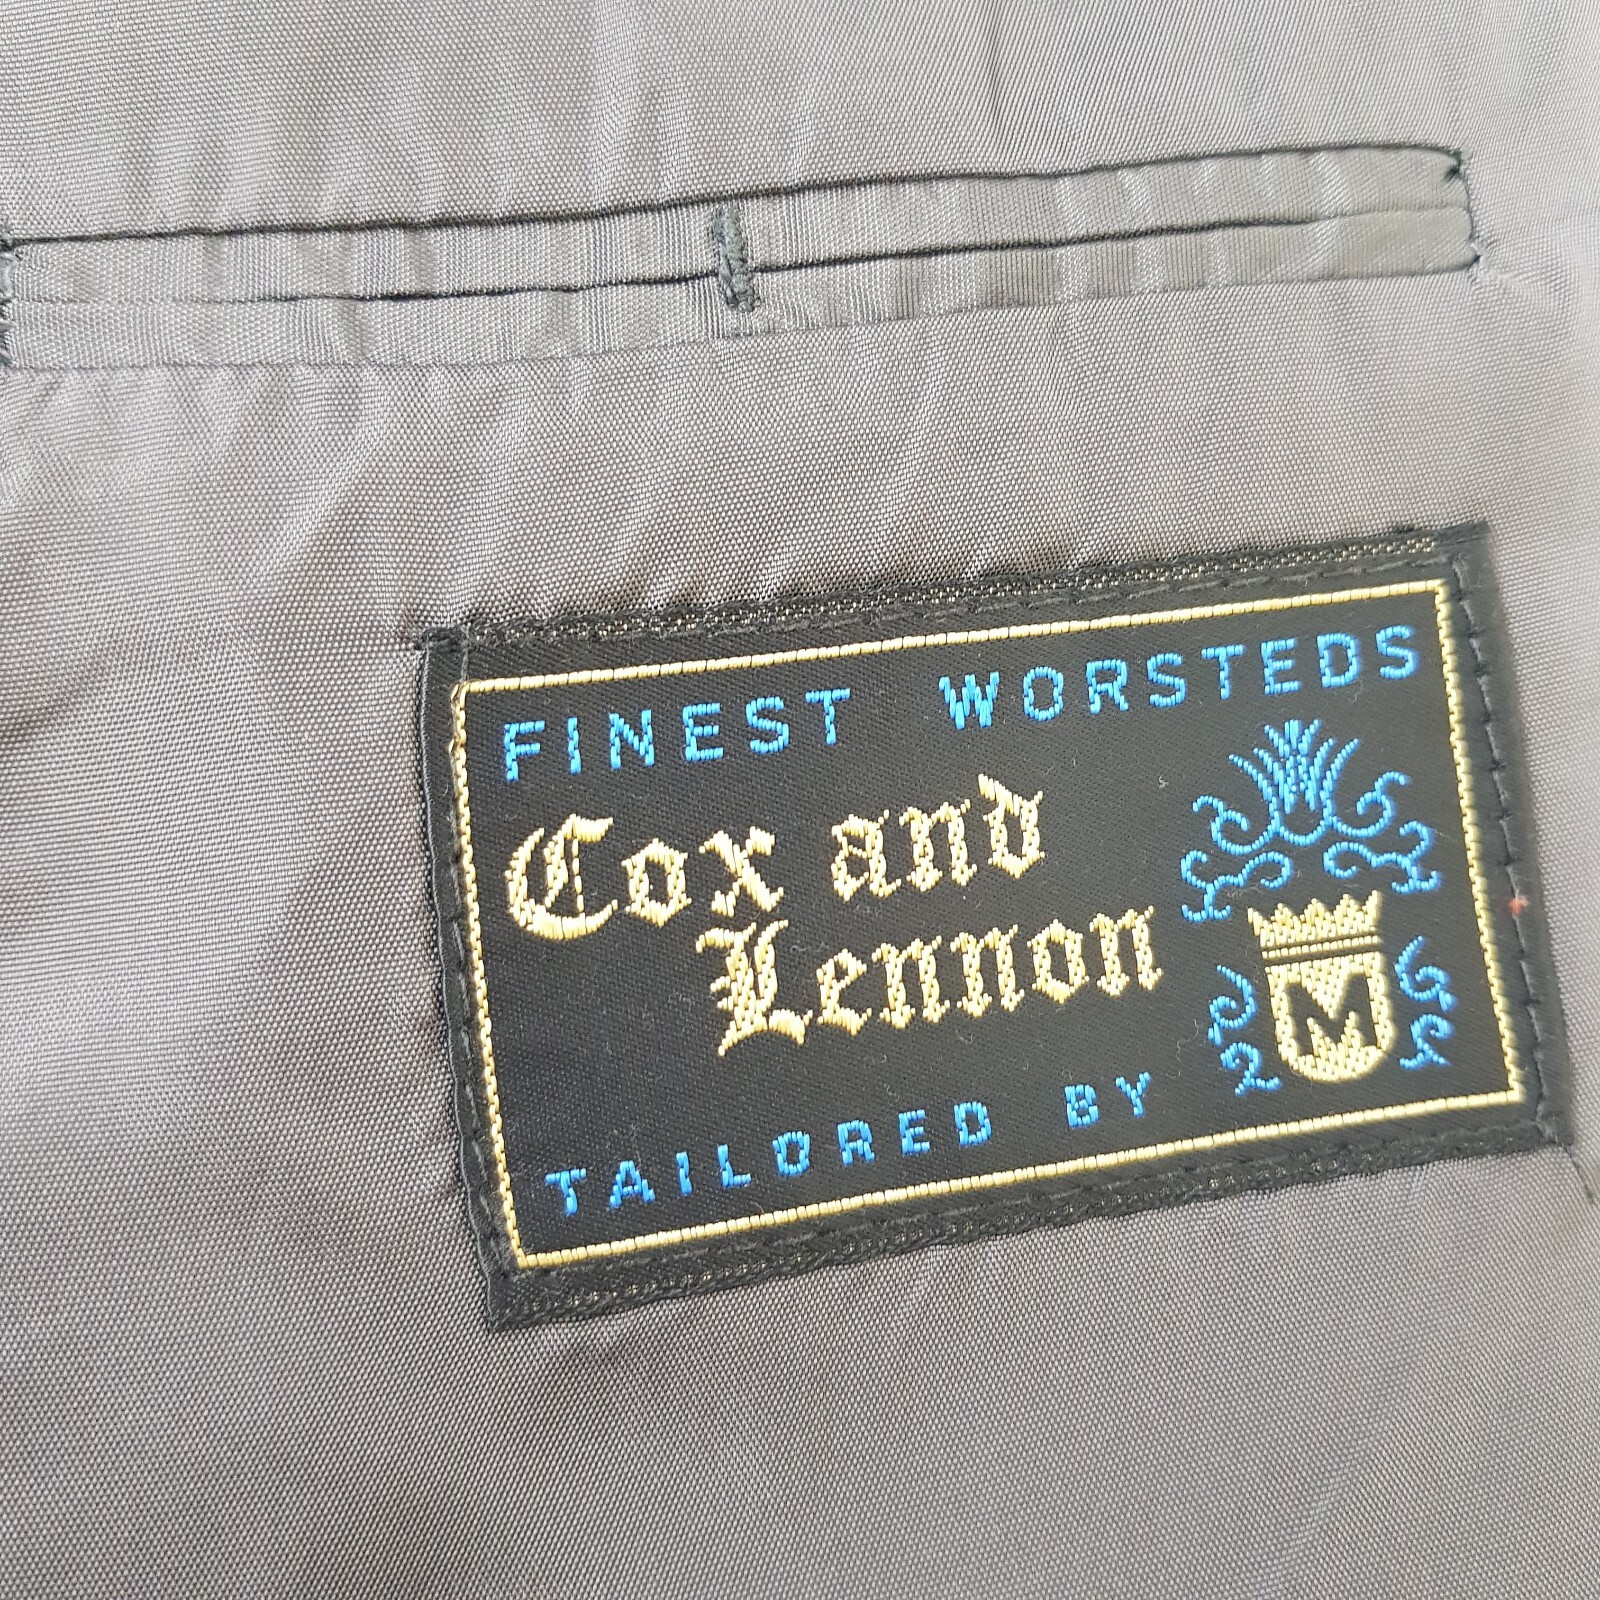 FINEST WORSTEDS
Cox and
Lennon
M
TAILORED BY